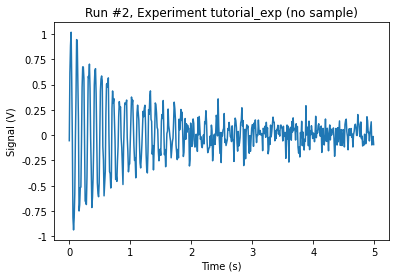 Run #2, Experiment tutorial_exp (no sample)
Signal (V)
1
0.75
0.5
0.25
0
-0.25
-0.5
-0.75
-1
0 1 2 3 4 5
Time (s)